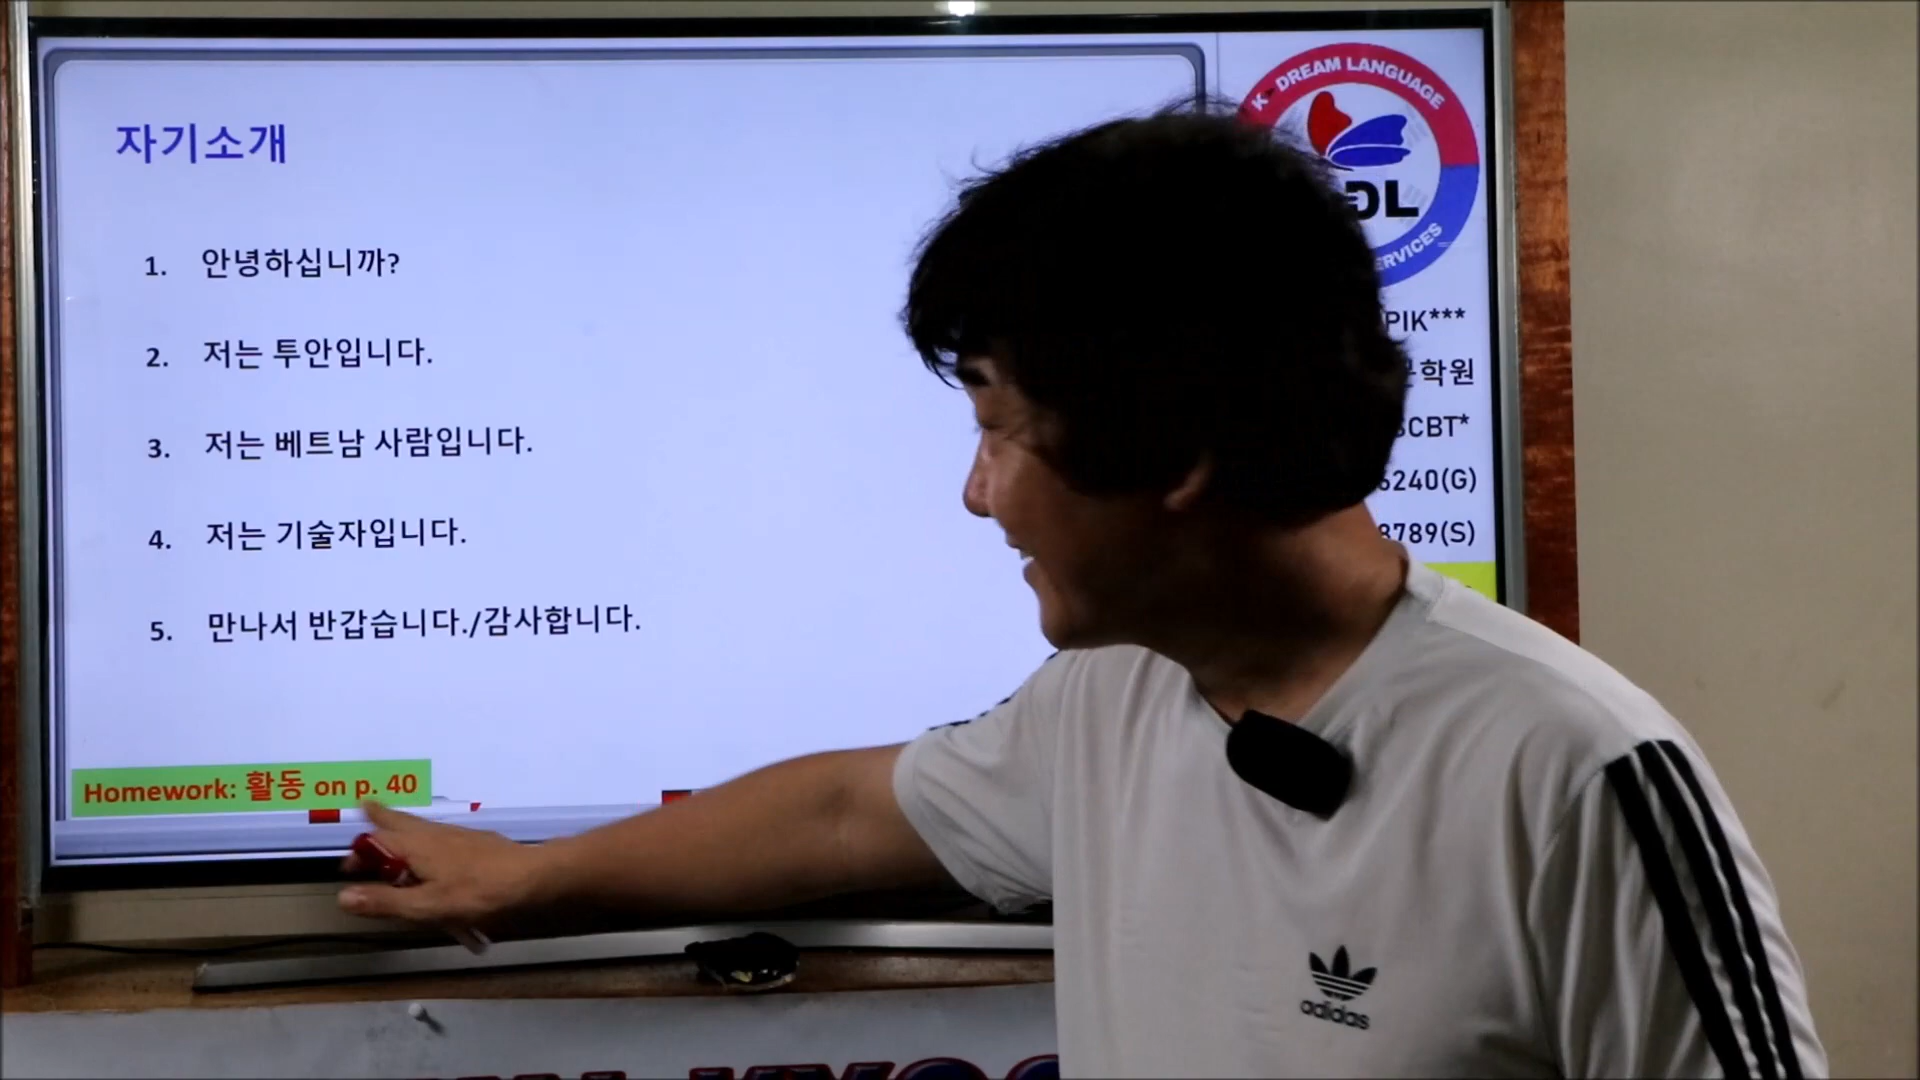 자기소개
1. 안녕하십니까?
2. 저는 투안입니다.
3. 저는 베트남 사람입니다.
4. 저는 기술자입니다.
5. 만나서 반갑습니다./감사합니다.
Homework: 활동 on p. 40
K DREAM LANGUAGE
DL
PIK***
학원
CBT*
6240(G)
8789(S)
adidas